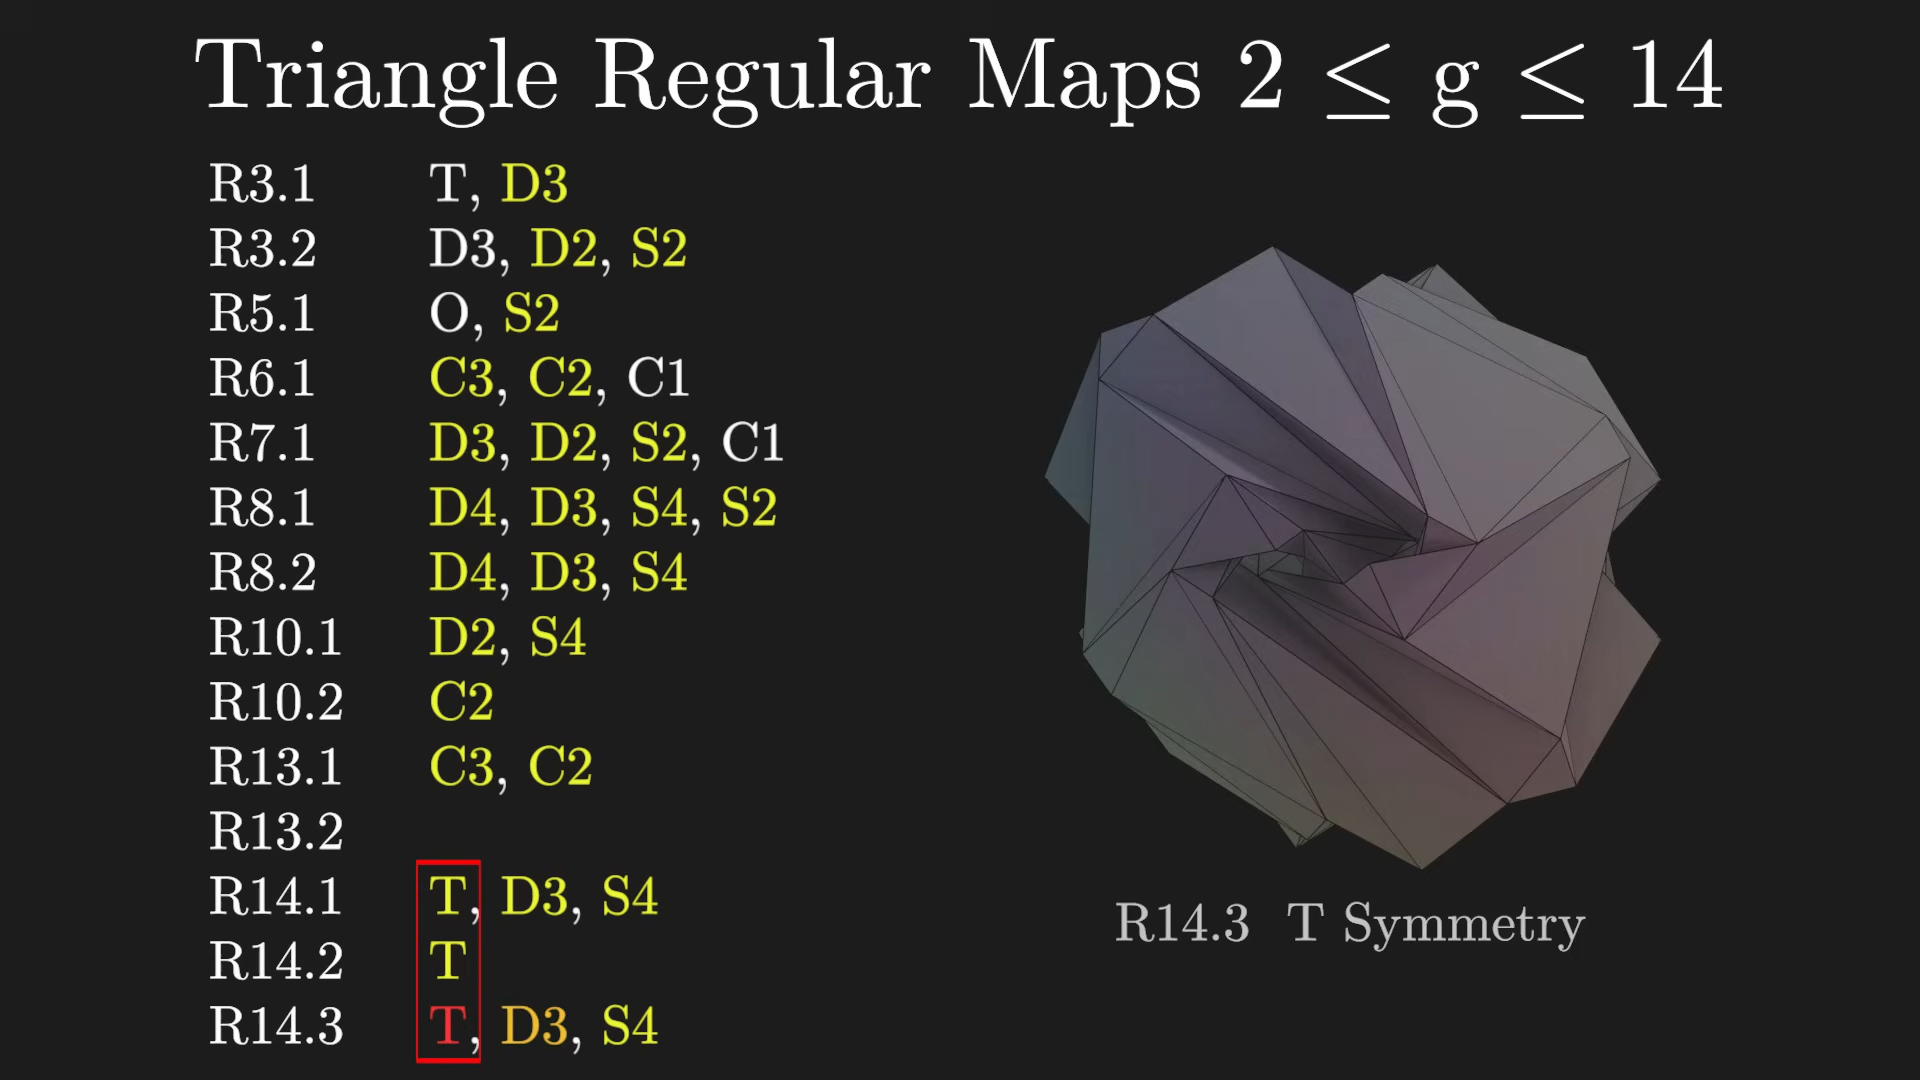 Triangle Regular Maps 2 ≤ g ≤ 14
R3.1 T, D3
R3.2 D3, D2, S2
R5.1 O, S2
R6.1 C3, C2, C1
R7.1 D3, D2, S2, C1
R8.1 D4, D3, S4, S2
R8.2 D4, D3, S4
R10.1 D2, S4
R10.2 C2
R13.1 C3, C2
R13.2
R14.1 T, D3, S4
R14.2 T
R14.3 T, D3, S4
R14.3 T Symmetry